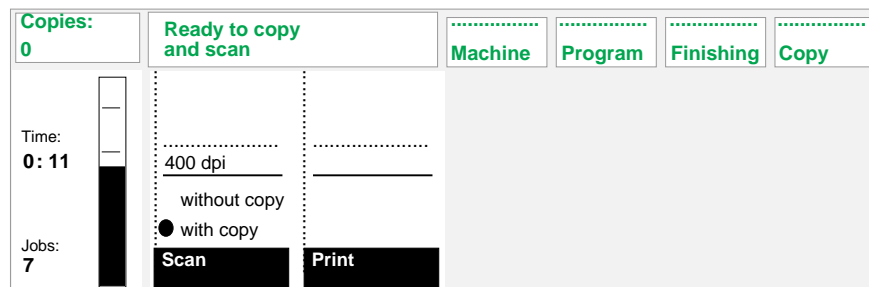 Copies:
0
Ready to copy
and scan
Machine
Program
Finishing
Copy
Time:
0: 11
400 dpi
without copy
with copy
Jobs:
7
Scan
Print